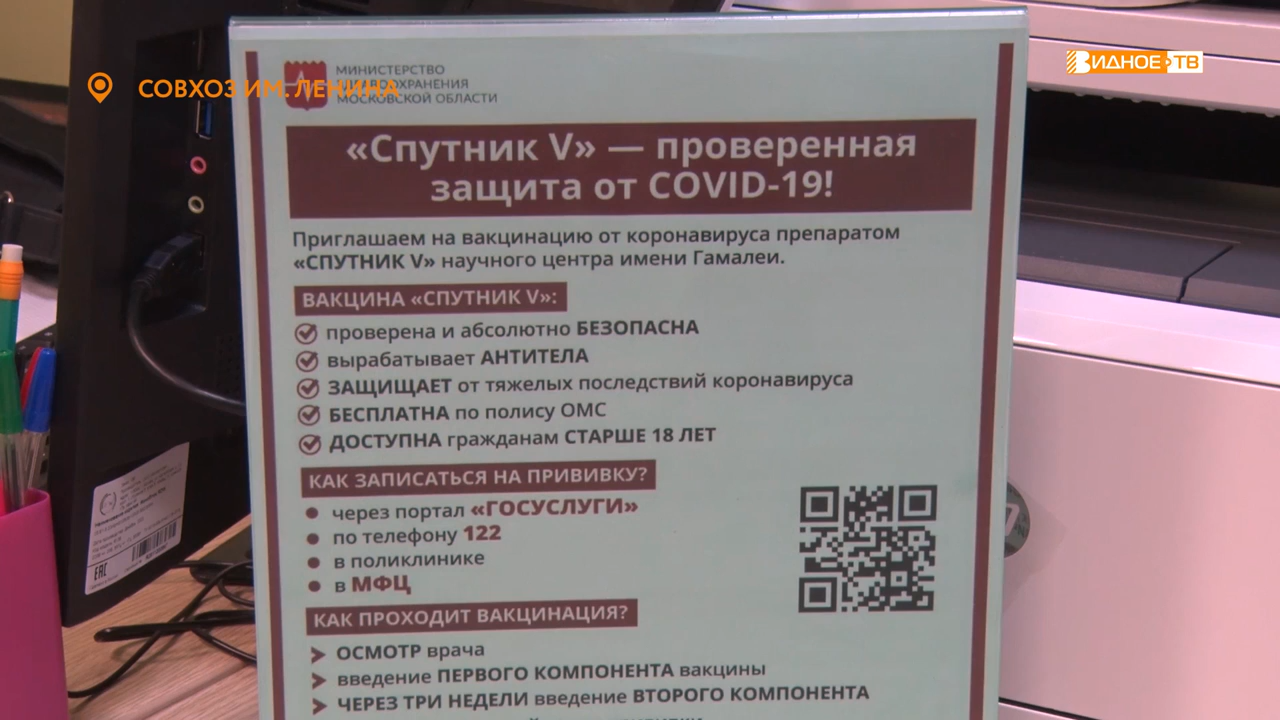 СОВХОЗ ИМ. ЛЕНИНА
ВИДНОЕ ТВ
МИНИСТЕРСТВО
МОСКОВСКОЙ ОБЛАСТИ
«Спутник V» — проверенная
защита от COVID-19!
Приглашаем на вакцинацию от коронавируса препаратом
«СПУТНИК V» научного центра имени Гамалеи.
ВАКЦИНА «СПУТНИК V»:
проверена и абсолютно БЕЗОПАСНА
вырабатывает АНТИТЕЛА
ЗАЩИЩАЕТ от тяжелых последствий коронавируса
БЕСПЛАТНА по полису ОМС
ДОСТУПНА гражданам СТАРШЕ 18 ЛЕТ
КАК ЗАПИСАТЬСЯ НА ПРИВИВКУ?
• через портал «ГОСУСЛУГИ»
• по телефону 122
• в поликлинике
• в МФЦ
КАК ПРОХОДИТ ВАКЦИНАЦИЯ?
ОСМОТР врача
введение ПЕРВОГО КОМПОНЕНТА вакцины
ЧЕРЕЗ ТРИ НЕДЕЛИ введение ВТОРОГО КОМПОНЕНТА
EAC